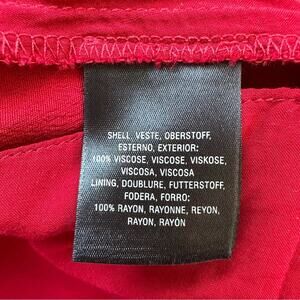 SHELL, VESTE, OBERSTOFF,
ESTERNO, EXTERIOR:
100% VISCOSE, VISCOSE, VISKOSE,
VISCOSA, VISCOSA
LINING, DOUBLURE, FUTTERSTOFF,
FODERA, FORRO:
100% RAYON, RAYONNE, REYON,
RAYON, RAYÓN